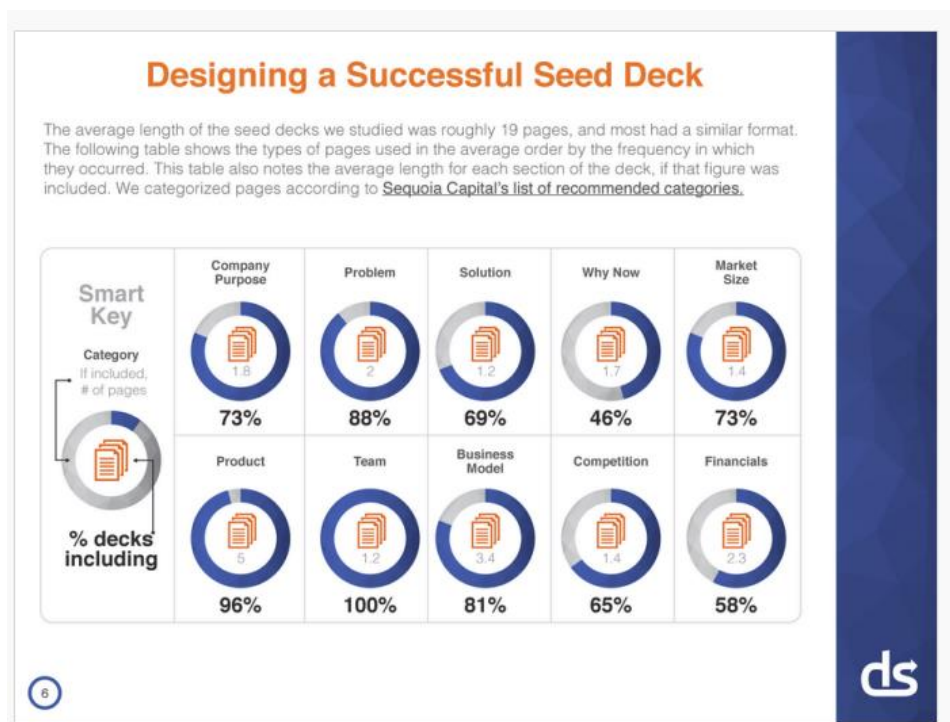 Designing a Successful Seed Deck
The average length of the seed decks we studied was roughly 19 pages, and most had a similar format.
The following table shows the types of pages used in the average order by the frequency in which
they occurred. This table also notes the average length for each section of the deck, if that figure was
included. We categorized pages according to Sequoia Capital's list of recommended categories.
Smart
Key
Category
If included,
# of pages
% decks
including
Company
Purpose
1.8
73%
Problem
2
88%
Solution
1.2
69%
Why Now
1.7
46%
Market
Size
1.4
73%
Product
5
96%
Team
1.2
100%
Business
Model
3.4
81%
Competition
1.4
65%
Financials
2.3
58%
6
ds